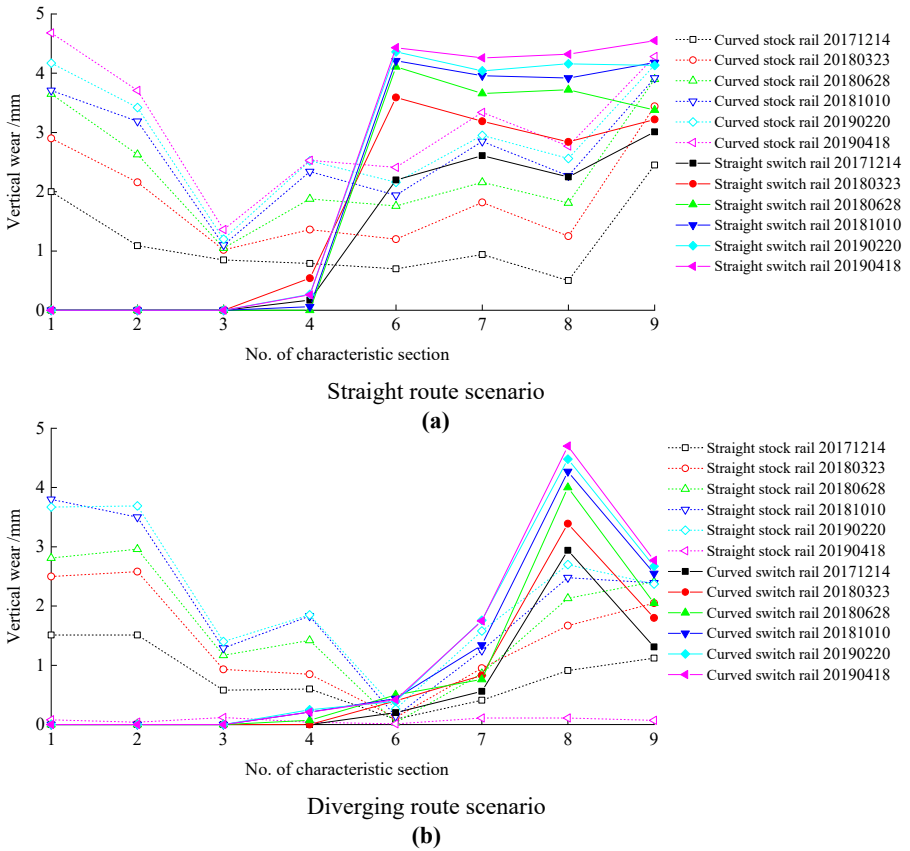 5
4
3
2
1
0
Vertical wear /mm
1 2 3 4 6 7 8 9
No. of characteristic section
Curved stock rail 20171214
Curved stock rail 20180323
Curved stock rail 20180628
Curved stock rail 20181010
Curved stock rail 20190220
Curved stock rail 20190418
Straight switch rail 20171214
Straight switch rail 20180323
Straight switch rail 20180628
Straight switch rail 20181010
Straight switch rail 20190220
Straight switch rail 20190418
Straight route scenario
(a)
5
4
3
2
1
0
Vertical wear /mm
1 2 3 4 6 7 8 9
No. of characteristic section
Straight stock rail 20171214
Straight stock rail 20180323
Straight stock rail 20180628
Straight stock rail 20181010
Straight stock rail 20190220
Straight stock rail 20190418
Curved switch rail 20171214
Curved switch rail 20180323
Curved switch rail 20180628
Curved switch rail 20181010
Curved switch rail 20190220
Curved switch rail 20190418
Diverging route scenario
(b)